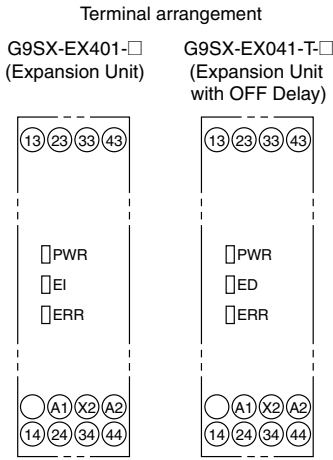 Terminal arrangement
G9SX-EX401-□ G9SX-EX041-T-□
(Expansion Unit) (Expansion Unit
with OFF Delay)
13 23 33 43 13 23 33 43
PWR PWR
EI ED
ERR ERR
A1 X2 A2 A1 X2 A2
14 24 34 44 14 24 34 44